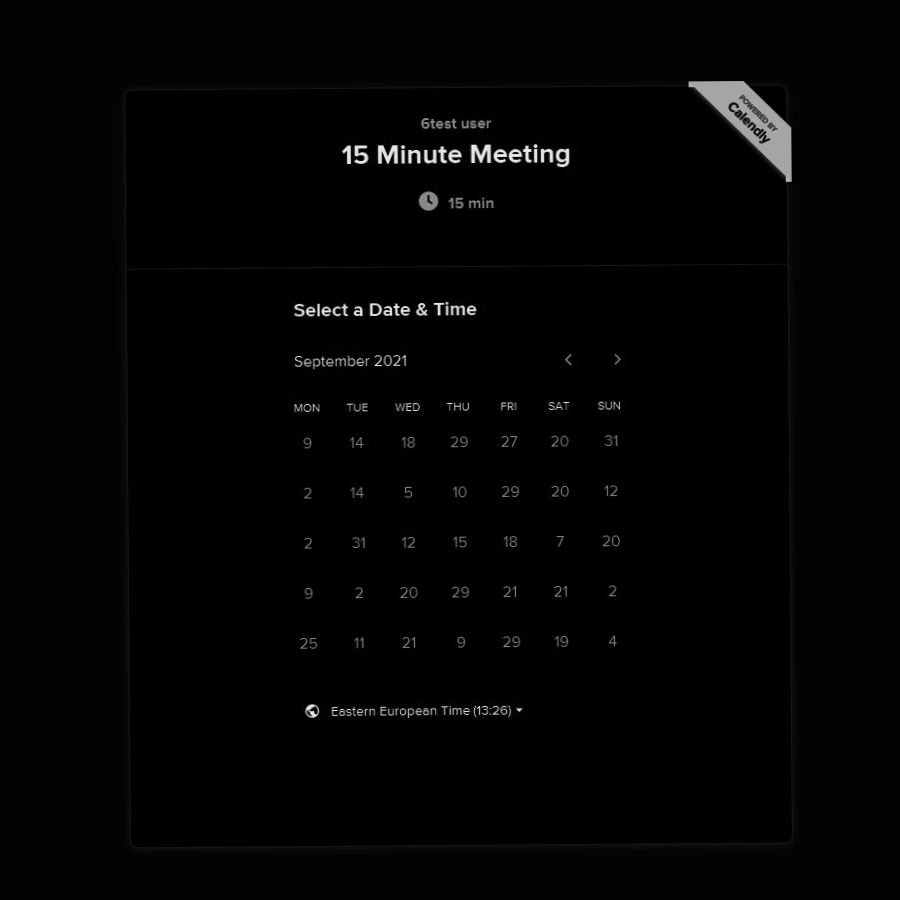 POWERED BY
Calendly
6test user
15 Minute Meeting
15 min
Select a Date & Time
September 2021
MON TUE WED THU FRI SAT SUN
9 14 18 29 27 20 31
2 14 5 10 29 20 12
2 31 12 15 18 7 20
9 2 20 29 21 21 2
25 11 21 9 29 19 4
Eastern European Time (13:26)